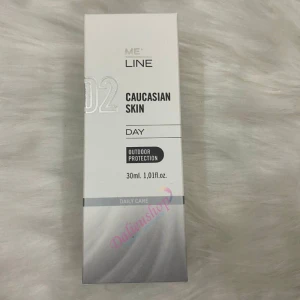 ME
LINE
02
CAUCASIAN
SKIN
DAY
OUTDOOR
PROTECTION
30ml. 1,01fl.oz.
DAILY CARE